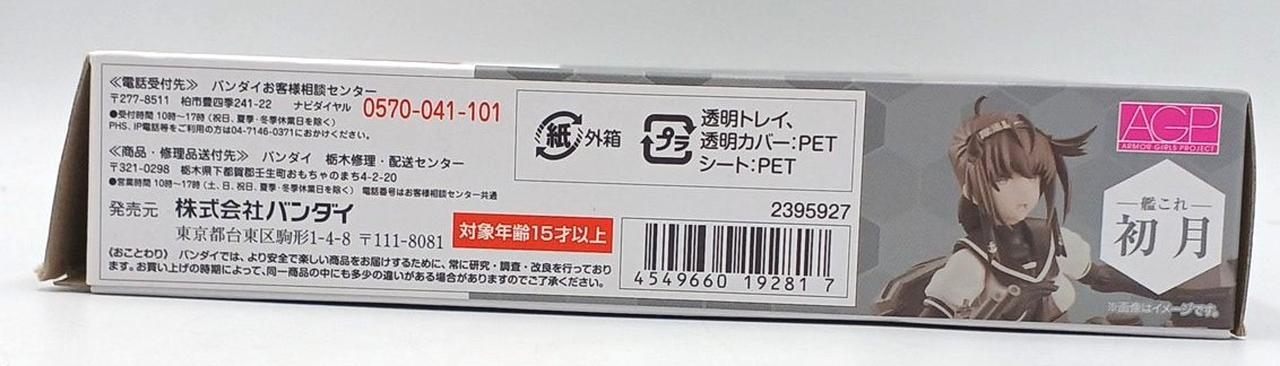 ≪電話受付先≫ バンダイお客様相談センター
〒277-8511 柏市豊四季241-22 ナビダイヤル 0570-041-101
●受付時間 10時～17時(祝日、夏季・冬季休業日を除く)
PHS、IP電話等をご利用の方は04-7146-0371におかけください。
≪商品・修理品送付先≫ バンダイ 栃木修理・配送センター
〒321-0298 栃木県下都賀郡壬生町おもちゃのまち4-2-20
●営業時間 10時～17時(土、日、祝日、夏季・冬季休業日を除く) 電話番号はお客様相談センター共通
発売元 株式会社バンダイ
東京都台東区駒形1-4-8 〒111-8081
対象年齢15才以上
《おことわり》 バンダイでは、より安全で楽しい商品をお届けするために、常に研究・調査・改良を行っており
ます。お買い上げの時期によって、同一商品の中にも多少の違いがある場合がありますのでご了承ください。
紙 外箱
プラ 透明トレイ、
透明カバー:PET
シート:PET
2395927
4549660 192817
AGP
ARMOR GIRLS PROJECT
艦これ
初月
※画像はイメージです。